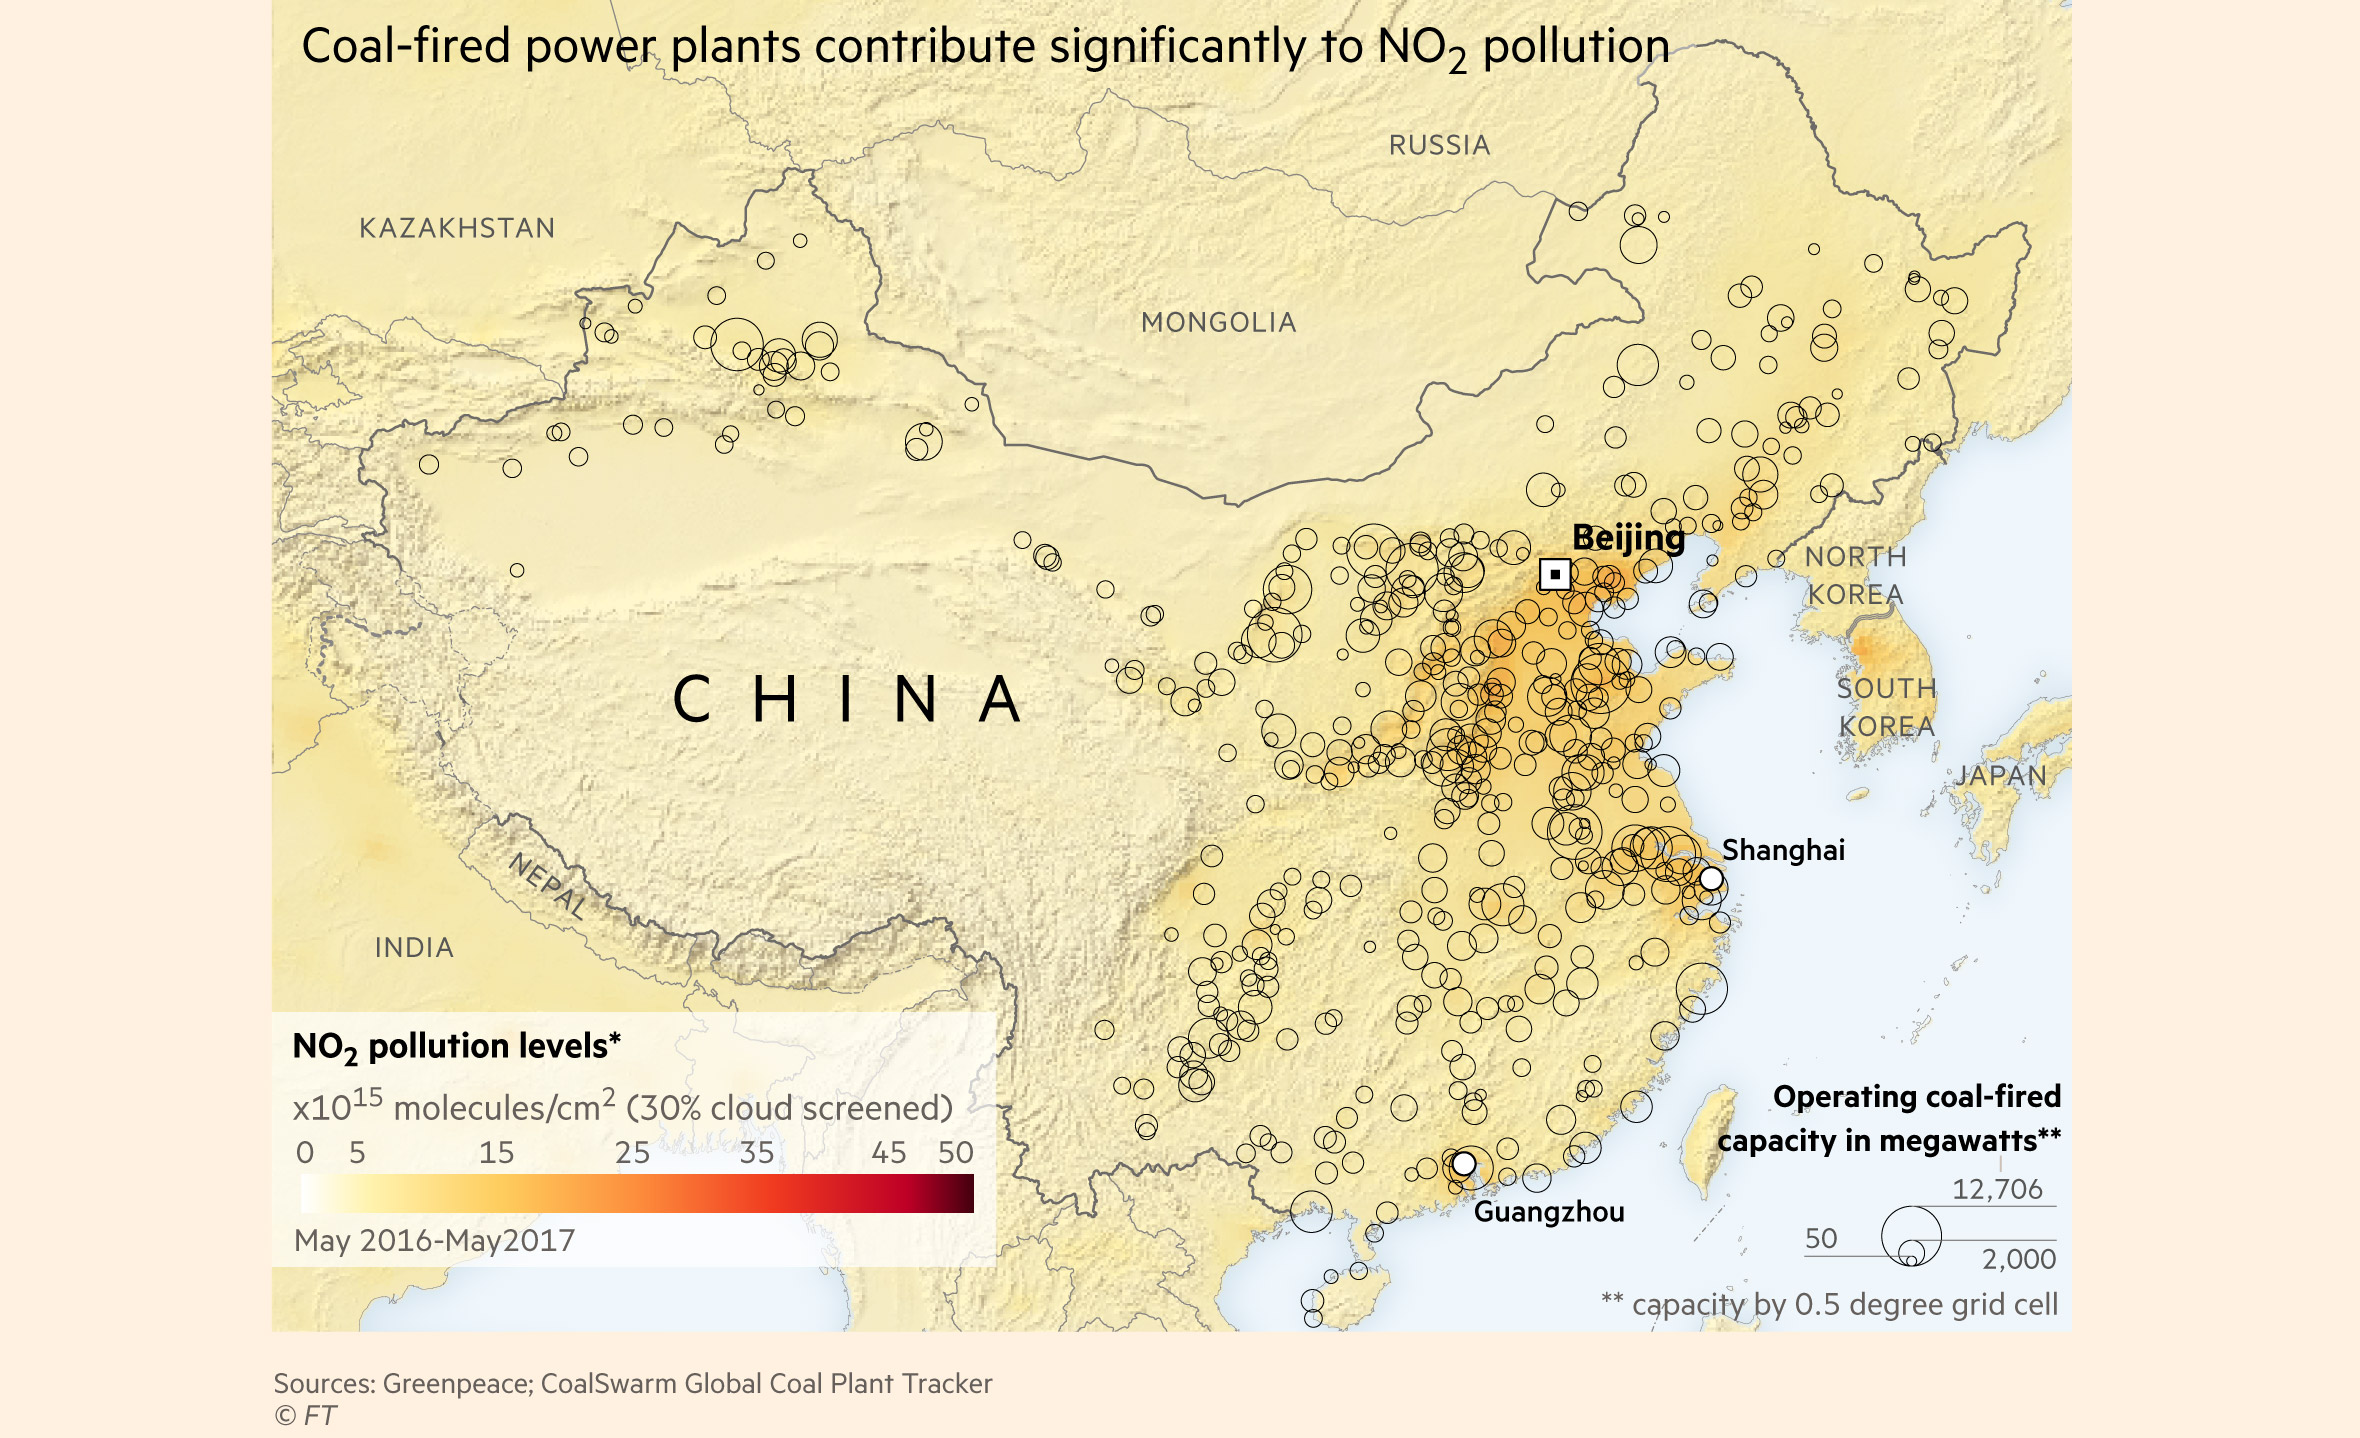 Coal-fired power plants contribute significantly to NO2 pollution
RUSSIA
KAZAKHSTAN
MONGOLIA
Beijing
NORTH
KOREA
CHINA
SOUTH
KOREA
JAPAN
Shanghai
NEPAL
INDIA
Guangzhou
NO2 pollution levels*
x10^15 molecules/cm^2 (30% cloud screened)
0 5 15 25 35 45 50
May 2016-May2017
Operating coal-fired
capacity in megawatts**
12,706
50
2,000
** capacity by 0.5 degree grid cell
Sources: Greenpeace; CoalSwarm Global Coal Plant Tracker
© FT